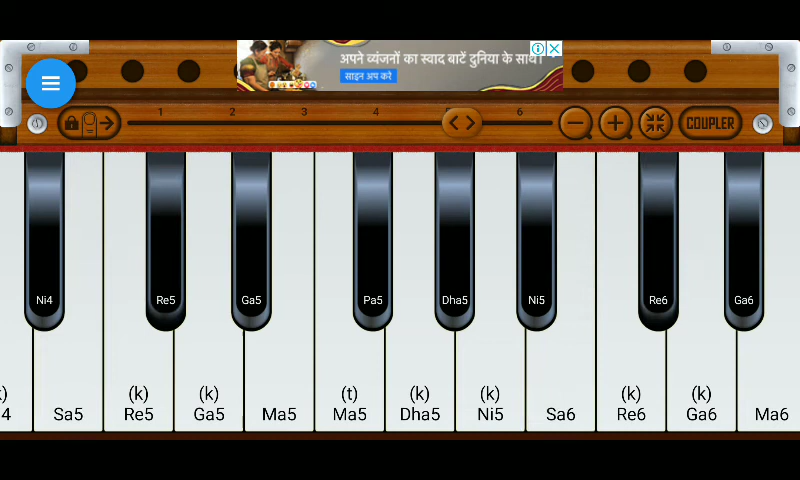 अपने व्यंजनों का स्वाद बाटें दुनिया के साथ।
साइन अप करे
1 2 3 4 6
COUPLER
Ni4 Re5 Ga5 Pa5 Dha5 Ni5 Re6 Ga6
(k) (k) (t) (k) (k) (k) (k)
4 Sa5 Re5 Ga5 Ma5 Ma5 Dha5 Ni5 Sa6 Re6 Ga6 Ma6